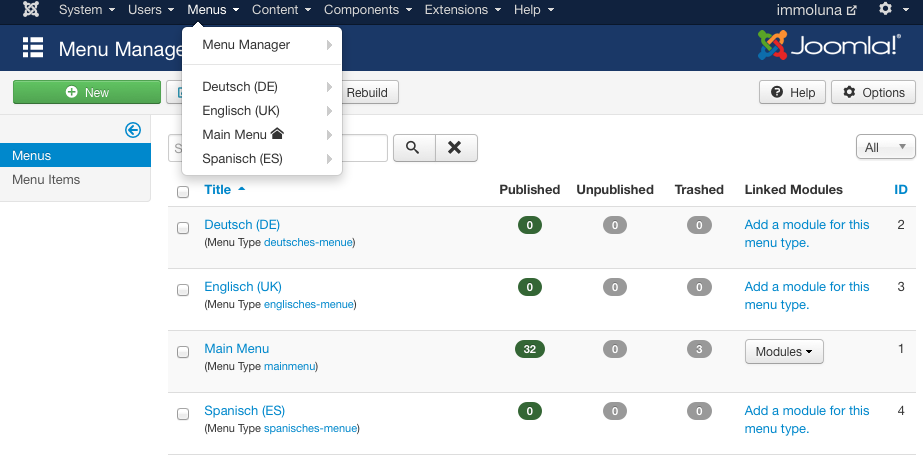 System Users Menus Content Components Extensions Help immoluna
Menu Manage Joomla!
Menu Manager
New Rebuild Help Options
Deutsch (DE)
Englisch (UK)
Main Menu
Spanisch (ES)
All
Menus
Menu Items
Title Published Unpublished Trashed Linked Modules ID
Deutsch (DE) 0 0 0 Add a module for this 2
(Menu Type deutsches-menue) menu type.
Englisch (UK) 0 0 0 Add a module for this 3
(Menu Type englisches-menue) menu type.
Main Menu 32 0 3 Modules 1
(Menu Type mainmenu)
Spanisch (ES) 0 0 0 Add a module for this 4
(Menu Type spanisches-menue) menu type.